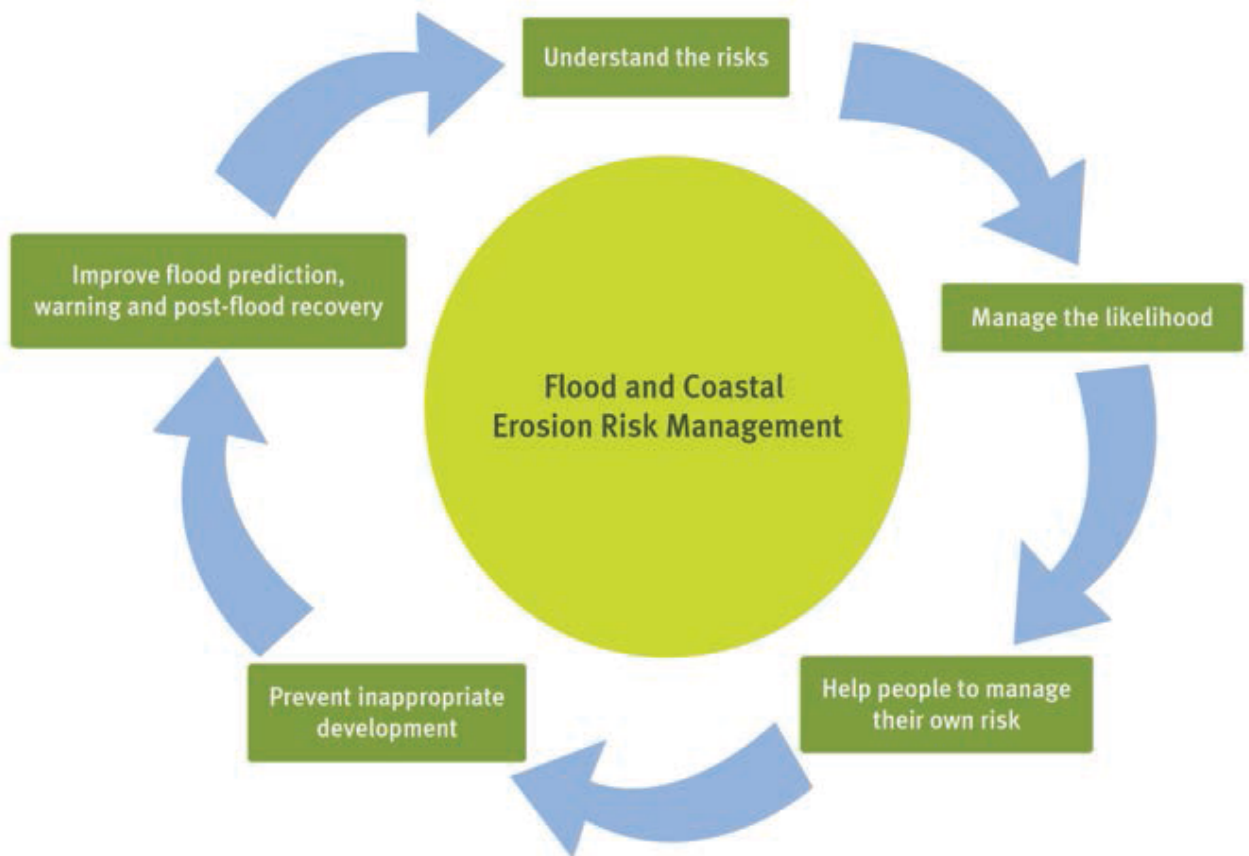 Understand the risks
Manage the likelihood
Help people to manage
their own risk
Prevent inappropriate
development
Improve flood prediction,
warning and post-flood recovery
Flood and Coastal
Erosion Risk Management